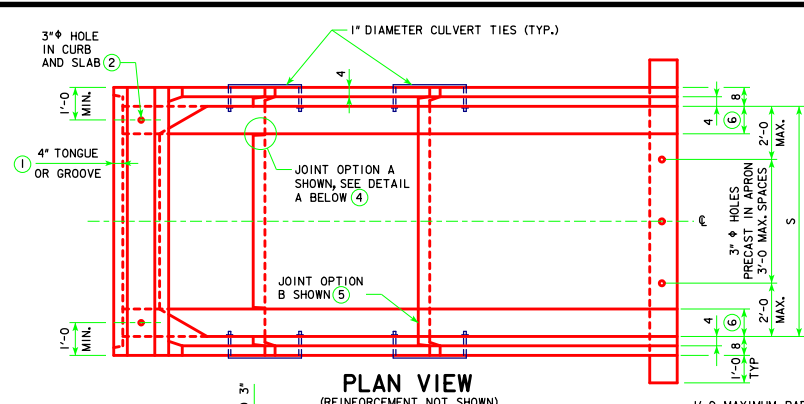 3"Φ HOLE
IN CURB
AND SLAB 2
1" DIAMETER CULVERT TIES (TYP.)
1'-0
MIN.
4
8
4
6
2'-0
MAX.
1
4" TONGUE
OR GROOVE
JOINT OPTION A
SHOWN, SEE DETAIL
A BELOW 4
℄
3" Φ HOLES
PRECAST IN APRON
3'-0 MAX. SPACES
S
JOINT OPTION
B SHOWN 5
1'-0
MIN.
4
6
8
2'-0
MAX.
1'-0
TYP
PLAN VIEW
(REINFORCEMENT NOT SHOWN)
3"